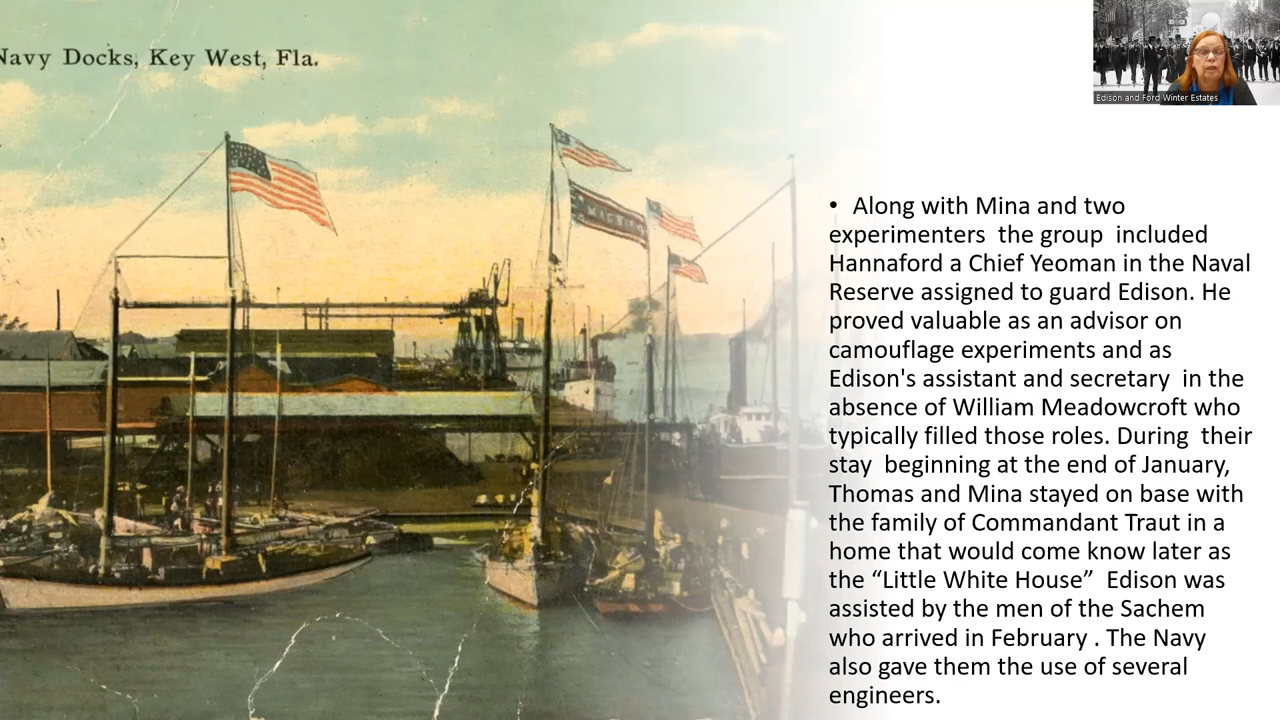 Navy Docks, Key West, Fla.
Edison and Ford Winter Estates
• Along with Mina and two
experimenters the group included
Hannaford a Chief Yeoman in the Naval
Reserve assigned to guard Edison. He
proved valuable as an advisor on
camouflage experiments and as
Edison's assistant and secretary in the
absence of William Meadowcroft who
typically filled those roles. During their
stay beginning at the end of January,
Thomas and Mina stayed on base with
the family of Commandant Traut in a
home that would come know later as
the “Little White House” Edison was
assisted by the men of the Sachem
who arrived in February . The Navy
also gave them the use of several
engineers.